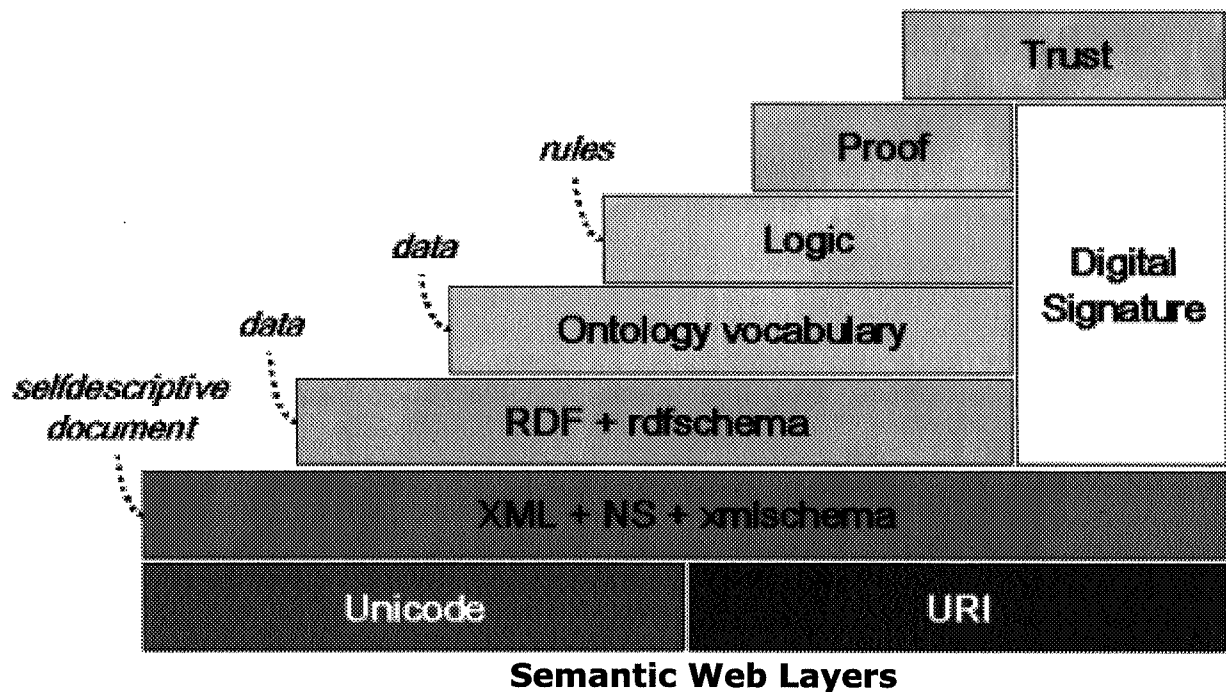 Trust
Proof
rules
Logic
data
Digital
Signature
Ontology vocabulary
data
selfdescriptive
document
RDF + rdfschema
XML + NS + xmlschema
Unicode
URI
Semantic Web Layers